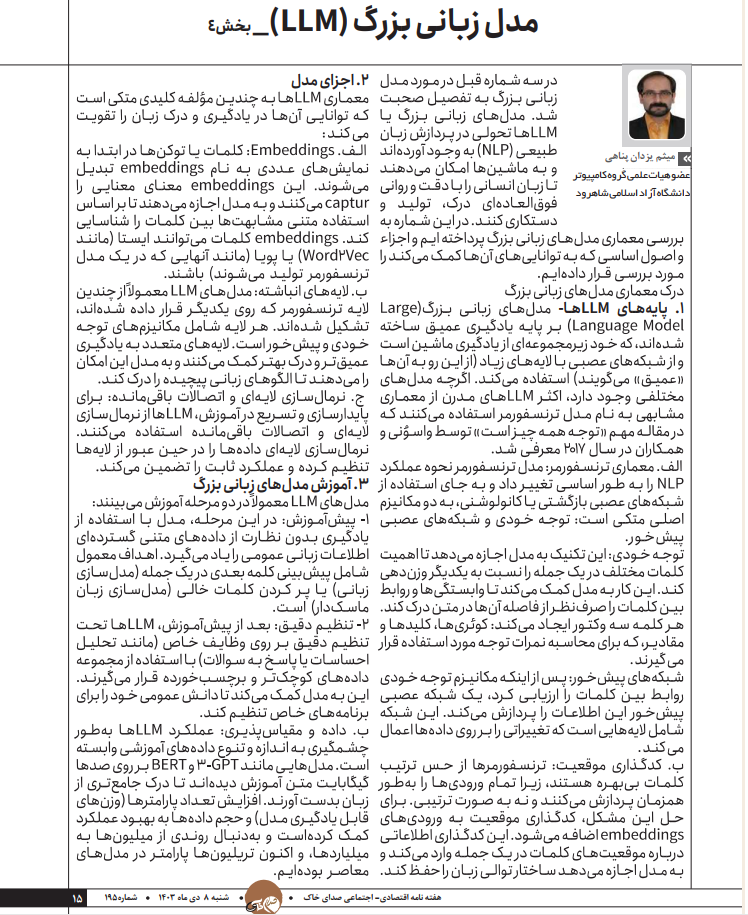 مدل زبانی بزرگ (LLM)_بخش٤
میثم یزدان پناهی
عضو هیات علمی گروه کامپیوتر
دانشگاه آزاد اسلامی شاهرود
در سه شماره قبل در مورد مدل
زبانی بزرگ به تفصیل صحبت
شد. مدل‌های زبانی بزرگ یا
LLMها تحولی در پردازش زبان
طبیعی (NLP) به وجود آورده‌اند
و به ماشین‌ها امکان می‌دهند
تا زبان انسانی را با دقت و روانی
فوق‌العاده‌ای درک، تولید و
دستکاری کنند. در این شماره به
بررسی معماری مدل‌های زبانی بزرگ پرداخته ایم و اجزاء
و اصول اساسی که به توانایی‌های آن‌ها کمک می‌کند را
مورد بررسی قرار داده‌ایم.
درک معماری مدل‌های زبانی بزرگ
۱. پایه‌های LLMها- مدل‌های زبانی بزرگ(Large
Language Model) بر پایه یادگیری عمیق ساخته
شده‌اند، که خود زیرمجموعه‌ای از یادگیری ماشین است
و از شبکه‌های عصبی با لایه‌های زیاد (از این رو به آن‌ها
«عمیق» می‌گویند) استفاده می‌کند. اگرچه مدل‌های
مختلفی وجود دارد، اکثر LLMهای مدرن از معماری
مشابهی به نام مدل ترنسفورمر استفاده می‌کنند که
در مقاله مهم «توجه همه چیز است» توسط واسُونی و
همکاران در سال ۲۰۱۷ معرفی شد.
الف. معماری ترنسفورمر: مدل ترنسفورمر نحوه عملکرد
NLP را به طور اساسی تغییر داد و به جای استفاده از
شبکه‌های عصبی بازگشتی یا کانولوشنی، به دو مکانیزم
اصلی متکی است: توجه خودی و شبکه‌های عصبی
پیش‌خور.
توجه خودی: این تکنیک به مدل اجازه می‌دهد تا اهمیت
کلمات مختلف در یک جمله را نسبت به یکدیگر وزن‌دهی
کند. این کار به مدل کمک می‌کند تا وابستگی‌ها و روابط
بین کلمات را صرف‌نظر از فاصله آن‌ها در متن درک کند.
هر کلمه سه وکتور ایجاد می‌کند: کوئری‌ها، کلیدها و
مقادیر، که برای محاسبه نمرات توجه مورد استفاده قرار
می‌گیرند.
شبکه‌های پیش‌خور: پس از اینکه مکانیزم توجه خودی
روابط بین کلمات را ارزیابی کرد، یک شبکه عصبی
پیش‌خور این اطلاعات را پردازش می‌کند. این شبکه
شامل لایه‌هایی است که تغییراتی را بر روی داده‌ها اعمال
می‌کند.
ب. کدگذاری موقعیت: ترنسفورمرها از حس ترتیب
کلمات بی‌بهره هستند، زیرا تمام ورودی‌ها را به‌طور
همزمان پردازش می‌کنند و نه به صورت ترتیبی. برای
حل این مشکل، کدگذاری موقعیت به ورودی‌های
embeddings اضافه می‌شود. این کدگذاری اطلاعاتی
درباره موقعیت‌های کلمات در یک جمله وارد می‌کند و
به مدل اجازه می‌دهد ساختار توالی زبان را حفظ کند.
۲. اجزای مدل
معماری LLMها به چندین مؤلفه کلیدی متکی است
که توانایی آن‌ها در یادگیری و درک زبان را تقویت
می‌کند:
الف. Embeddings: کلمات یا توکن‌ها در ابتدا به
نمایش‌های عددی به نام embeddings تبدیل
می‌شوند. این embeddings معنای معنایی را
captur می‌کنند و به مدل اجازه می‌دهند تا بر اساس
استفاده متنی مشابهت‌ها بین کلمات را شناسایی
کند. embeddings کلمات می‌توانند ایستا (مانند
Word۲Vec) یا پویا (مانند آنهایی که در یک مدل
ترنسفورمر تولید می‌شوند) باشند.
ب. لایه‌های انباشته: مدل‌های LLM معمولاً از چندین
لایه ترنسفورمر که روی یکدیگر قرار داده شده‌اند،
تشکیل شده‌اند. هر لایه شامل مکانیزم‌های توجه
خودی و پیش‌خور است. لایه‌های متعدد به یادگیری
عمیق‌تر و درک بهتر کمک می‌کنند و به مدل این امکان
را می‌دهند تا الگوهای زبانی پیچیده را درک کند.
ج. نرمال‌سازی لایه‌ای و اتصالات باقی‌مانده: برای
پایدارسازی و تسریع در آموزش، LLMها از نرمال‌سازی
لایه‌ای و اتصالات باقی‌مانده استفاده می‌کنند.
نرمال‌سازی لایه‌ای داده‌ها را در حین عبور از لایه‌ها
تنظیم کرده و عملکرد ثابت را تضمین می‌کند.
۳. آموزش مدل‌های زبانی بزرگ
مدل‌های LLM معمولاً در دو مرحله آموزش می‌بینند:
۱- پیش‌آموزش: در این مرحله، مدل با استفاده از
یادگیری بدون نظارت از داده‌های متنی گسترده‌ای
اطلاعات زبانی عمومی را یاد می‌گیرد. اهداف معمول
شامل پیش‌بینی کلمه بعدی در یک جمله (مدل‌سازی
زبانی) یا پر کردن کلمات خالی (مدل‌سازی زبان
ماسک‌دار) است.
۲- تنظیم دقیق: بعد از پیش‌آموزش، LLMها تحت
تنظیم دقیق بر روی وظایف خاص (مانند تحلیل
احساسات یا پاسخ به سوالات) با استفاده از مجموعه
داده‌های کوچک‌تر و برچسب‌خورده قرار می‌گیرند.
این به مدل کمک می‌کند تا دانش عمومی خود را برای
برنامه‌های خاص تنظیم کند.
ب. داده و مقیاس‌پذیری: عملکرد LLMها به‌طور
چشمگیری به اندازه و تنوع داده‌های آموزشی وابسته
است. مدل‌هایی مانند GPT-۳ و BERT بر روی صدها
گیگابایت متن آموزش دیده‌اند تا درک جامع‌تری از
زبان بدست آورند. افزایش تعداد پارامترها (وزن‌های
قابل یادگیری مدل) و حجم داده‌ها به بهبود عملکرد
کمک کرده‌است و به‌دنبال روندی از میلیون‌ها به
میلیاردها، و اکنون تریلیون‌ها پارامتر در مدل‌های
معاصر بوده‌ایم.
هفته نامه اقتصادی- اجتماعی صدای خاک • شنبه ۸ دی ماه ۱۴۰۳ • شماره۱۹۵ ۱۵